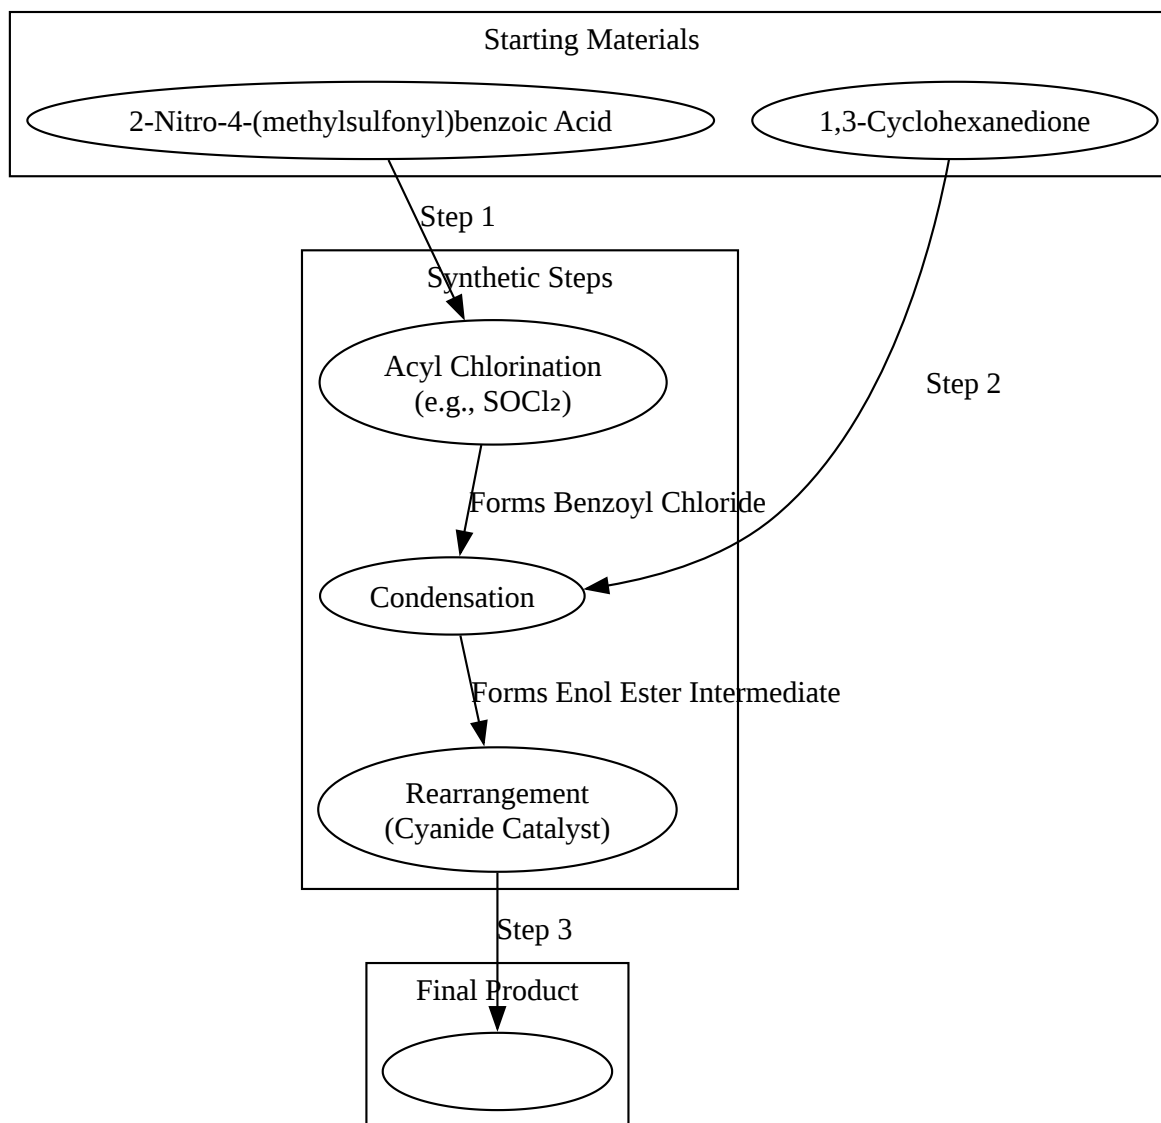 Starting Materials
2-Nitro-4-(methylsulfonyl)benzoic Acid
1,3-Cyclohexanedione
Step 1
Synthetic Steps
Acyl Chlorination
(e.g., SOCl₂)
Step 2
Forms Benzoyl Chloride
Condensation
Forms Enol Ester Intermediate
Rearrangement
(Cyanide Catalyst)
Step 3
Final Product